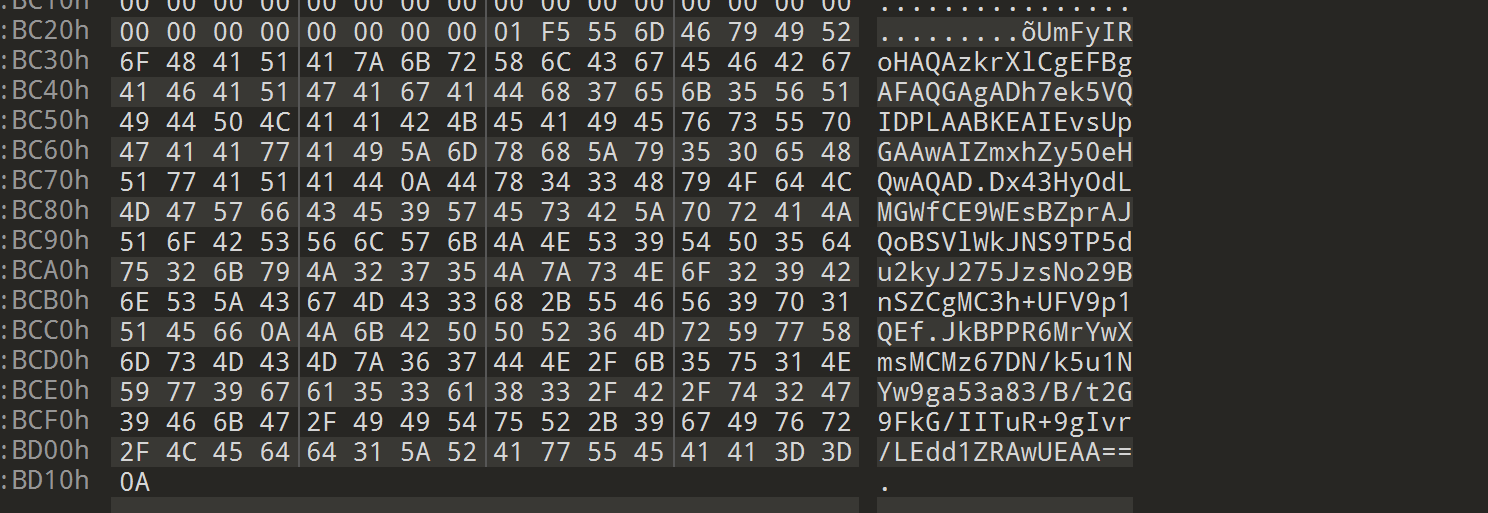 :BC10h 00 00 00 00 00 00 00 00 00 00 00 00 00 00 00 00 ................
:BC20h 00 00 00 00 00 00 00 00 01 F5 55 6D 46 79 49 52 .........õUmFyIR
:BC30h 6F 48 41 51 41 7A 6B 72 58 6C 43 67 45 46 42 67 oHAQAzkrXlCgEFBg
:BC40h 41 46 41 51 47 41 67 41 44 68 37 65 6B 35 56 51 AFAQGAgADh7ek5VQ
:BC50h 49 44 50 4C 41 41 42 4B 45 41 49 45 76 73 55 70 IDPLAABKEAIEvsUp
:BC60h 47 41 41 77 41 49 5A 6D 78 68 5A 79 35 30 65 48 GAAwAIZmxhZy50eH
:BC70h 51 77 41 51 41 44 0A 44 78 34 33 48 79 4F 64 4C QwAQAD.Dx43HyOdL
:BC80h 4D 47 57 66 43 45 39 57 45 73 42 5A 70 72 41 4A MGWfCE9WEsBZprAJ
:BC90h 51 6F 42 53 56 6C 57 6B 4A 4E 53 39 54 50 35 64 QoBSVlWkJNS9TP5d
:BCA0h 75 32 6B 79 4A 32 37 35 4A 7A 73 4E 6F 32 39 42 u2kyJ275JzsNo29B
:BCB0h 6E 53 5A 43 67 4D 43 33 68 2B 55 46 56 39 70 31 nSZCgMC3h+UFV9p1
:BCC0h 51 45 66 0A 4A 6B 42 50 50 52 36 4D 72 59 77 58 QEf.JkBPPR6MrYwX
:BCD0h 6D 73 4D 43 4D 7A 36 37 44 4E 2F 6B 35 75 31 4E msMCMz67DN/k5u1N
:BCE0h 59 77 39 67 61 35 33 61 38 33 2F 42 2F 74 32 47 Yw9ga53a83/B/t2G
:BCF0h 39 46 6B 47 2F 49 49 54 75 52 2B 39 67 49 76 72 9FkG/IITuR+9gIvr
:BD00h 2F 4C 45 64 64 31 5A 52 41 77 55 45 41 41 3D 3D /LEdd1ZRAwUEAA==
:BD10h 0A .